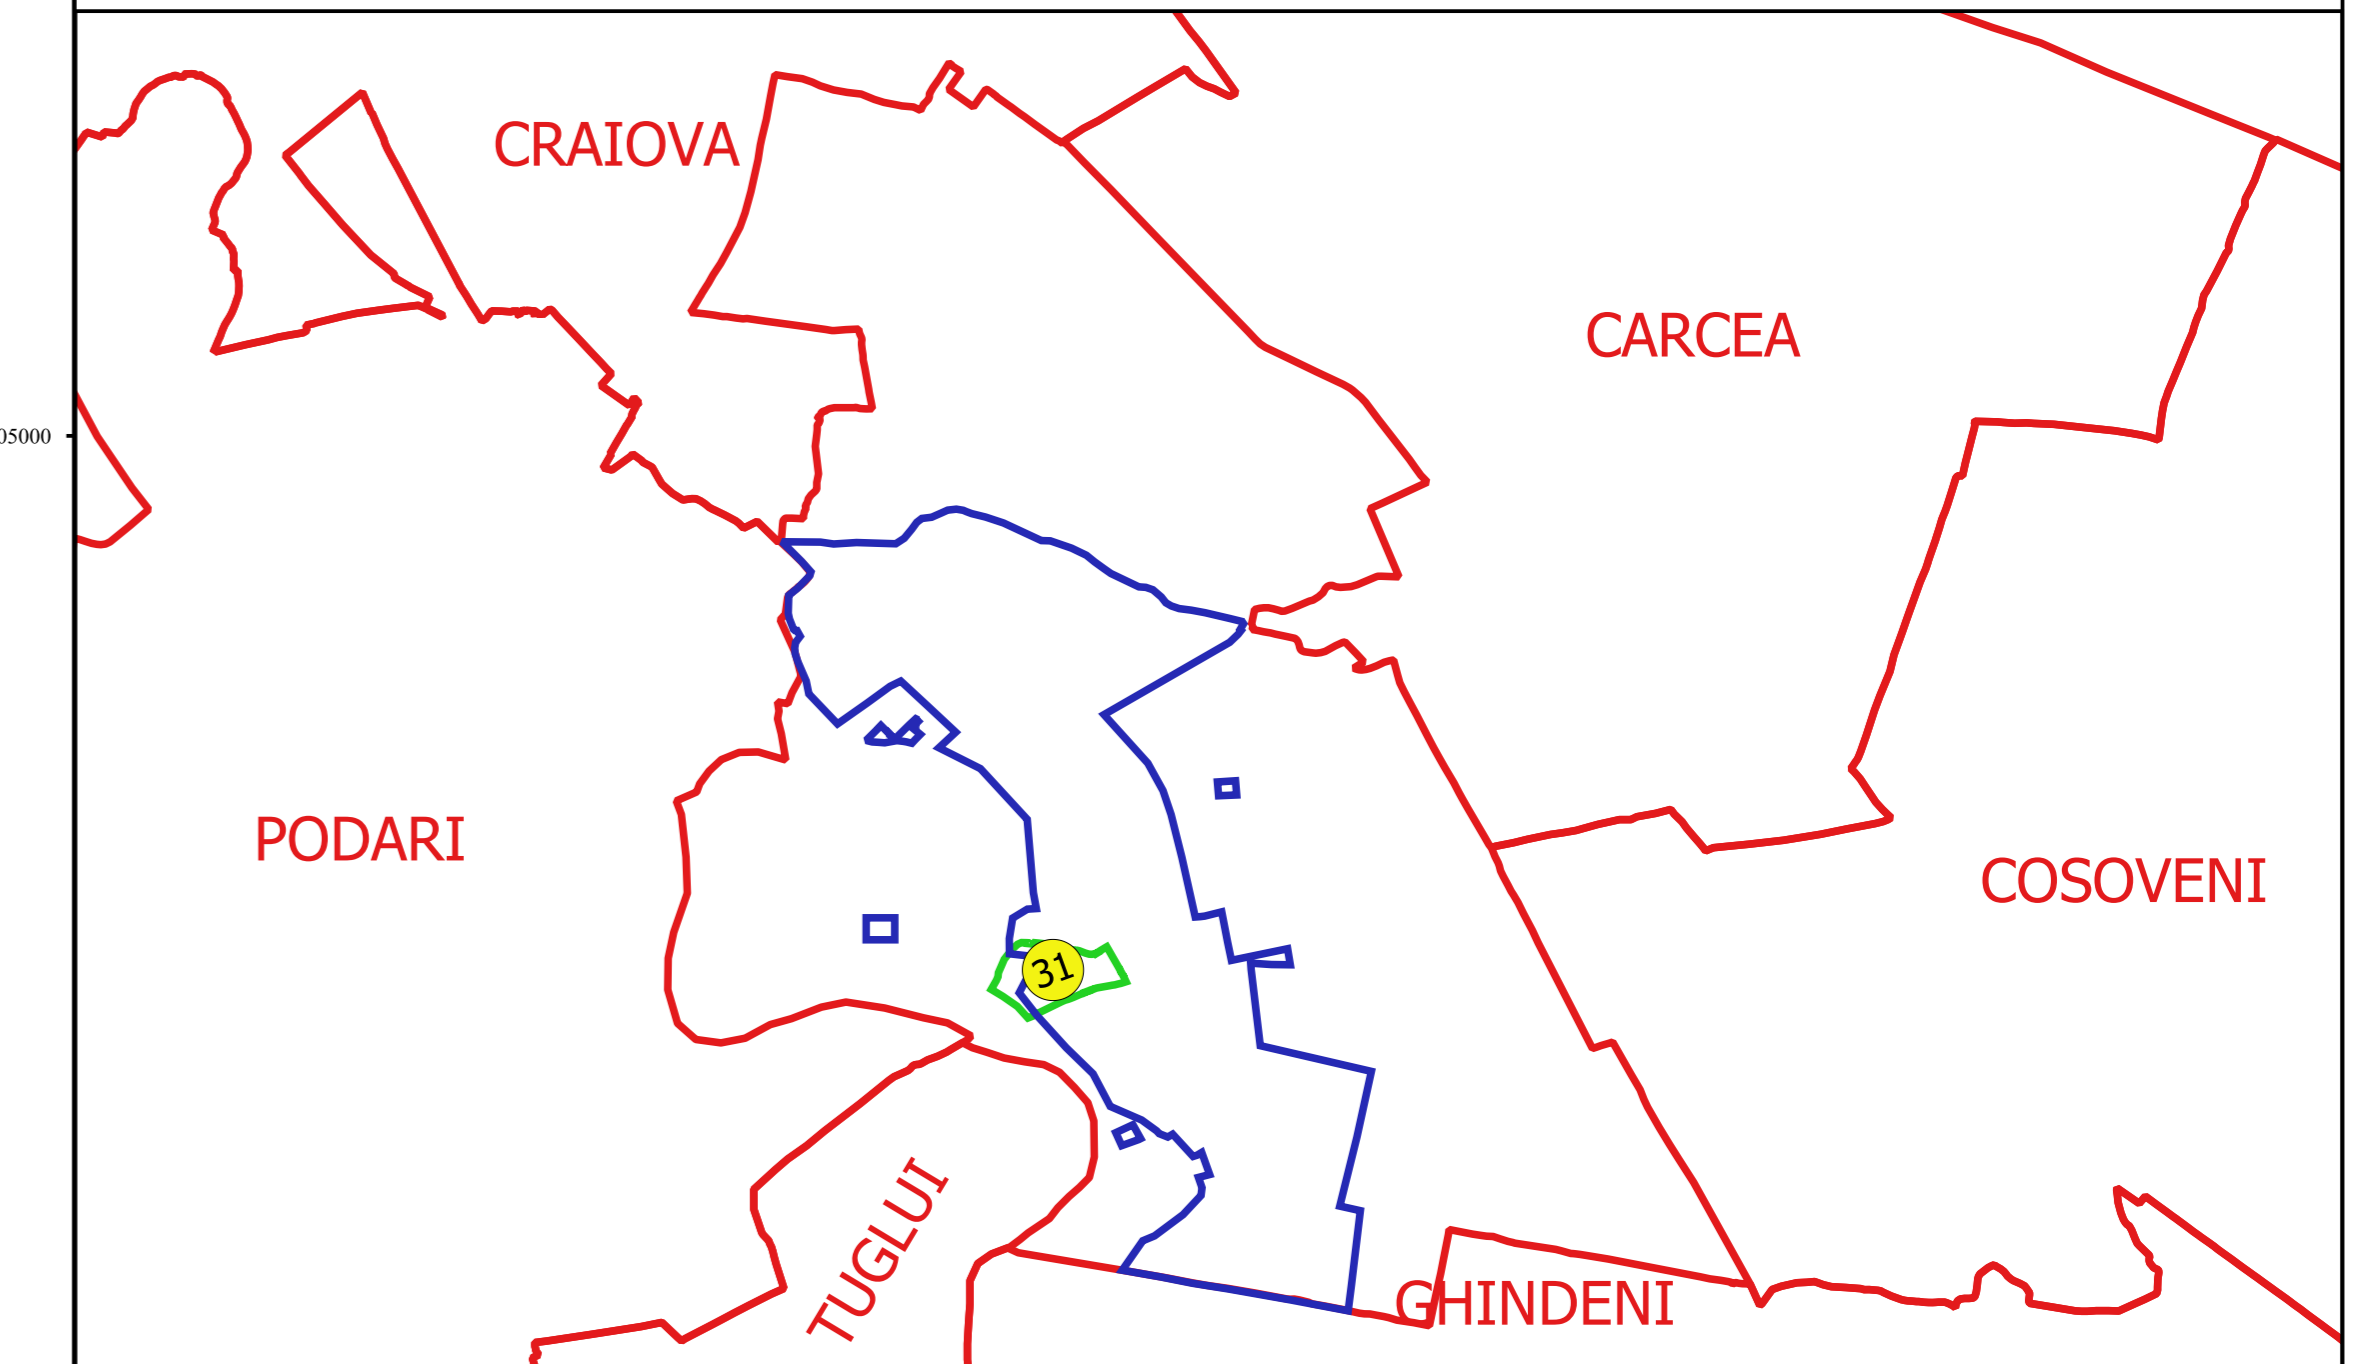 CRAIOVA
CARCEA
05000
PODARI
COSOVENI
31
TUGLUI
GHINDENI